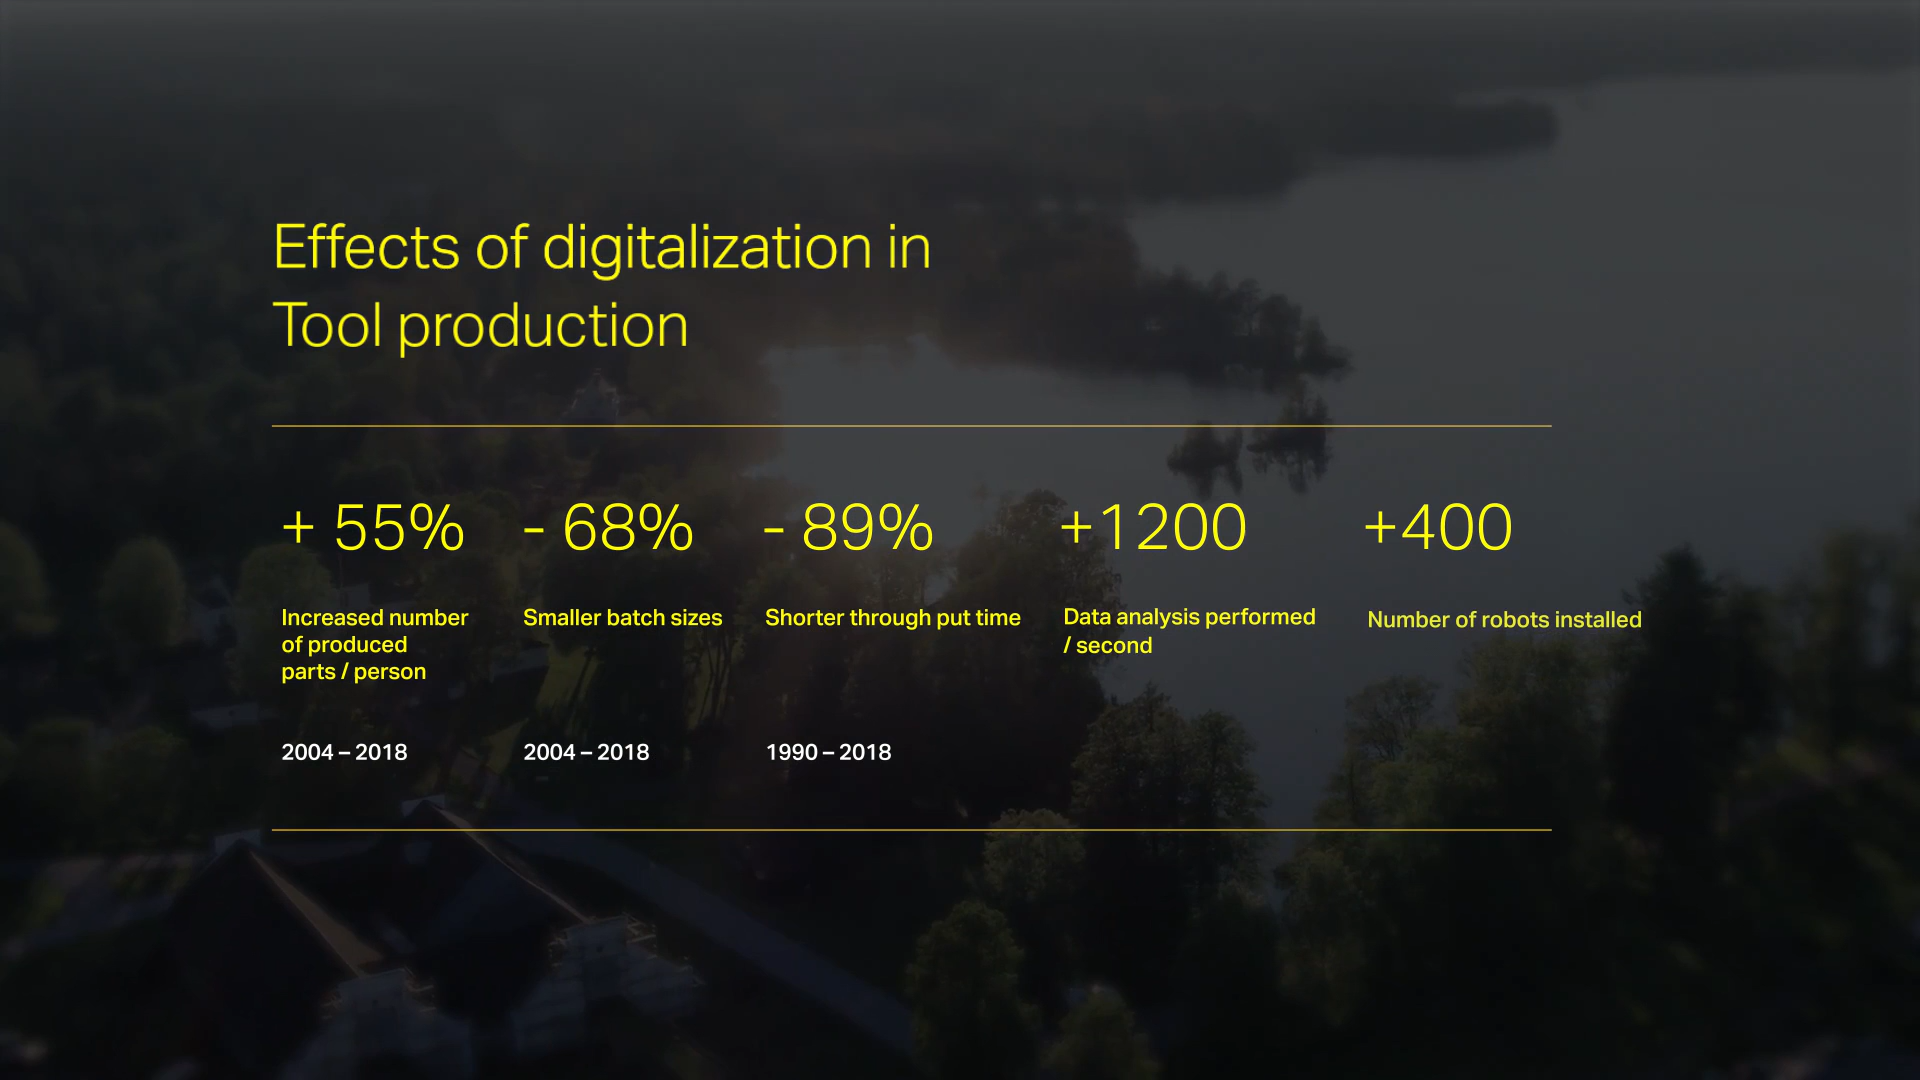 Effects of digitalization in
Tool production
+ 55%
- 68%
- 89%
+1200
+400
Increased number
of produced
parts / person
Smaller batch sizes
Shorter through put time
Data analysis performed
/ second
Number of robots installed
2004 – 2018
2004 – 2018
1990 – 2018